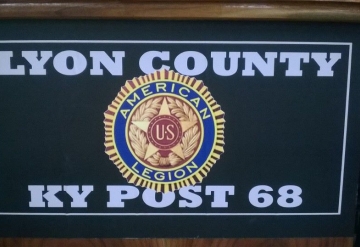 LYON COUNTY
AMERICAN
U.S
LEGION
KY POST 68